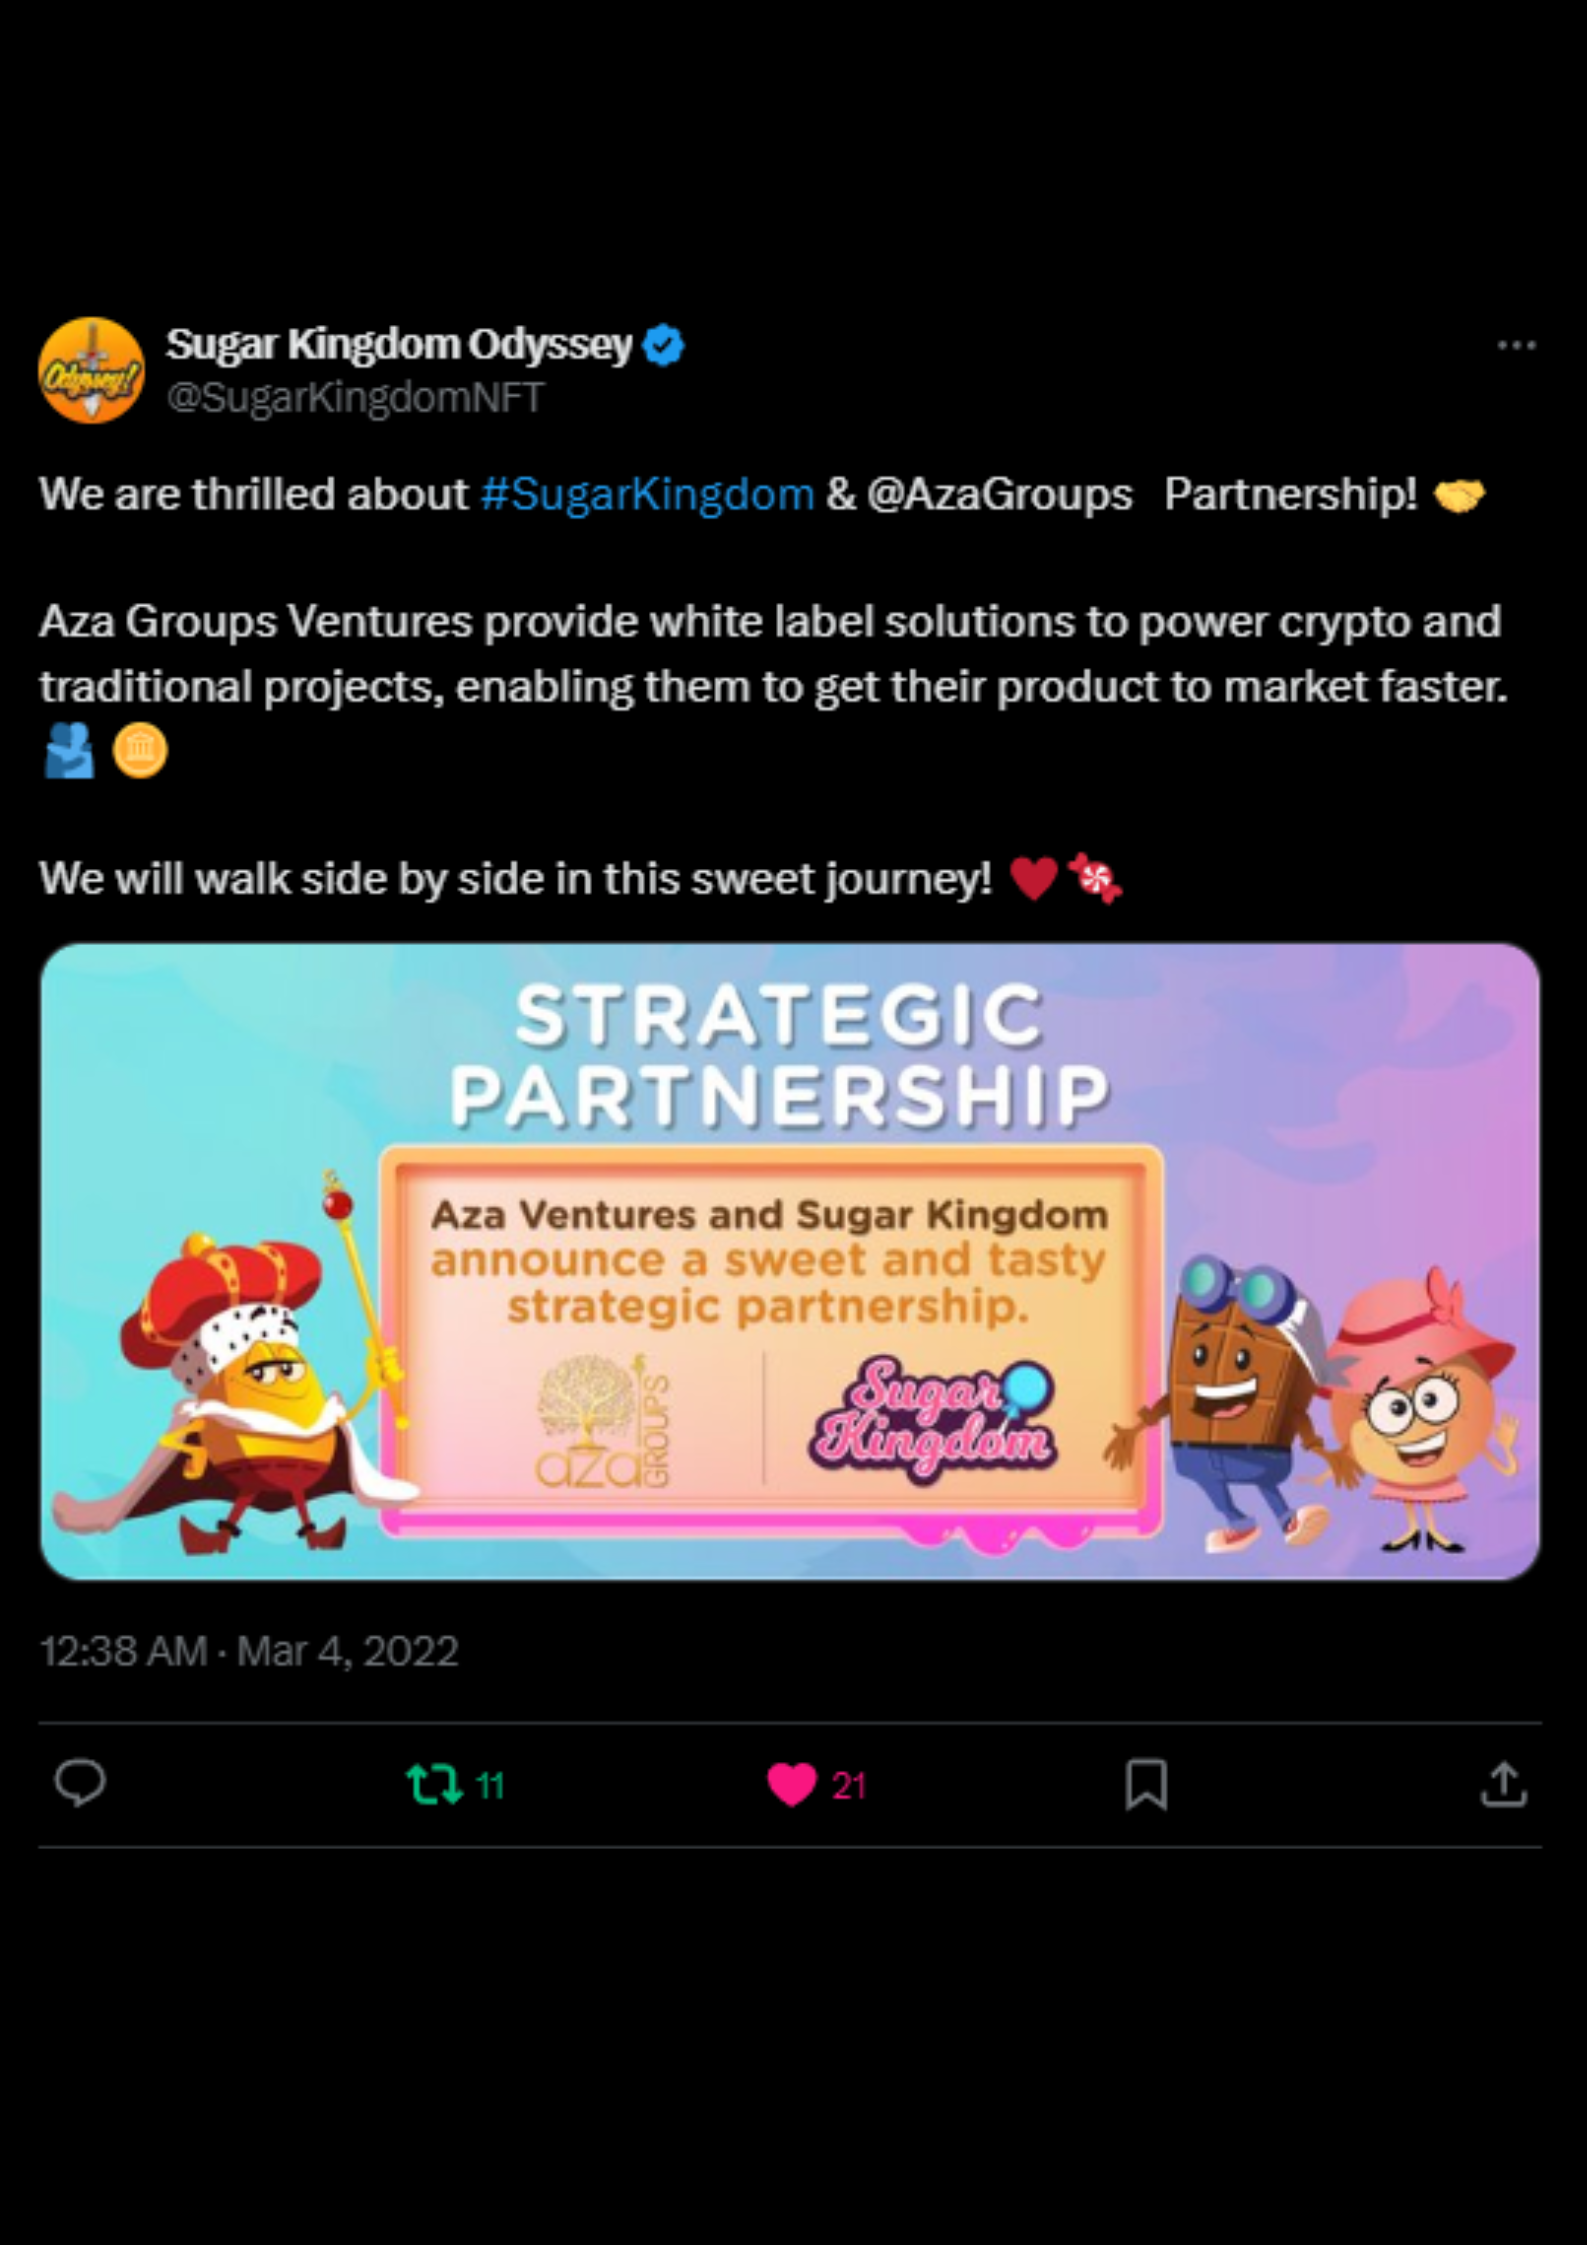 Odyssey!
Sugar Kingdom Odyssey
@SugarKingdomNFT
We are thrilled about #SugarKingdom & @AzaGroups Partnership! 🤝
Aza Groups Ventures provide white label solutions to power crypto and
traditional projects, enabling them to get their product to market faster.
🫂 🪙
We will walk side by side in this sweet journey! ♥️🍬
STRATEGIC
PARTNERSHIP
Aza Ventures and Sugar Kingdom
announce a sweet and tasty
strategic partnership.
aza GROUPS
Sugar
Kingdom
12:38 AM · Mar 4, 2022
11
21